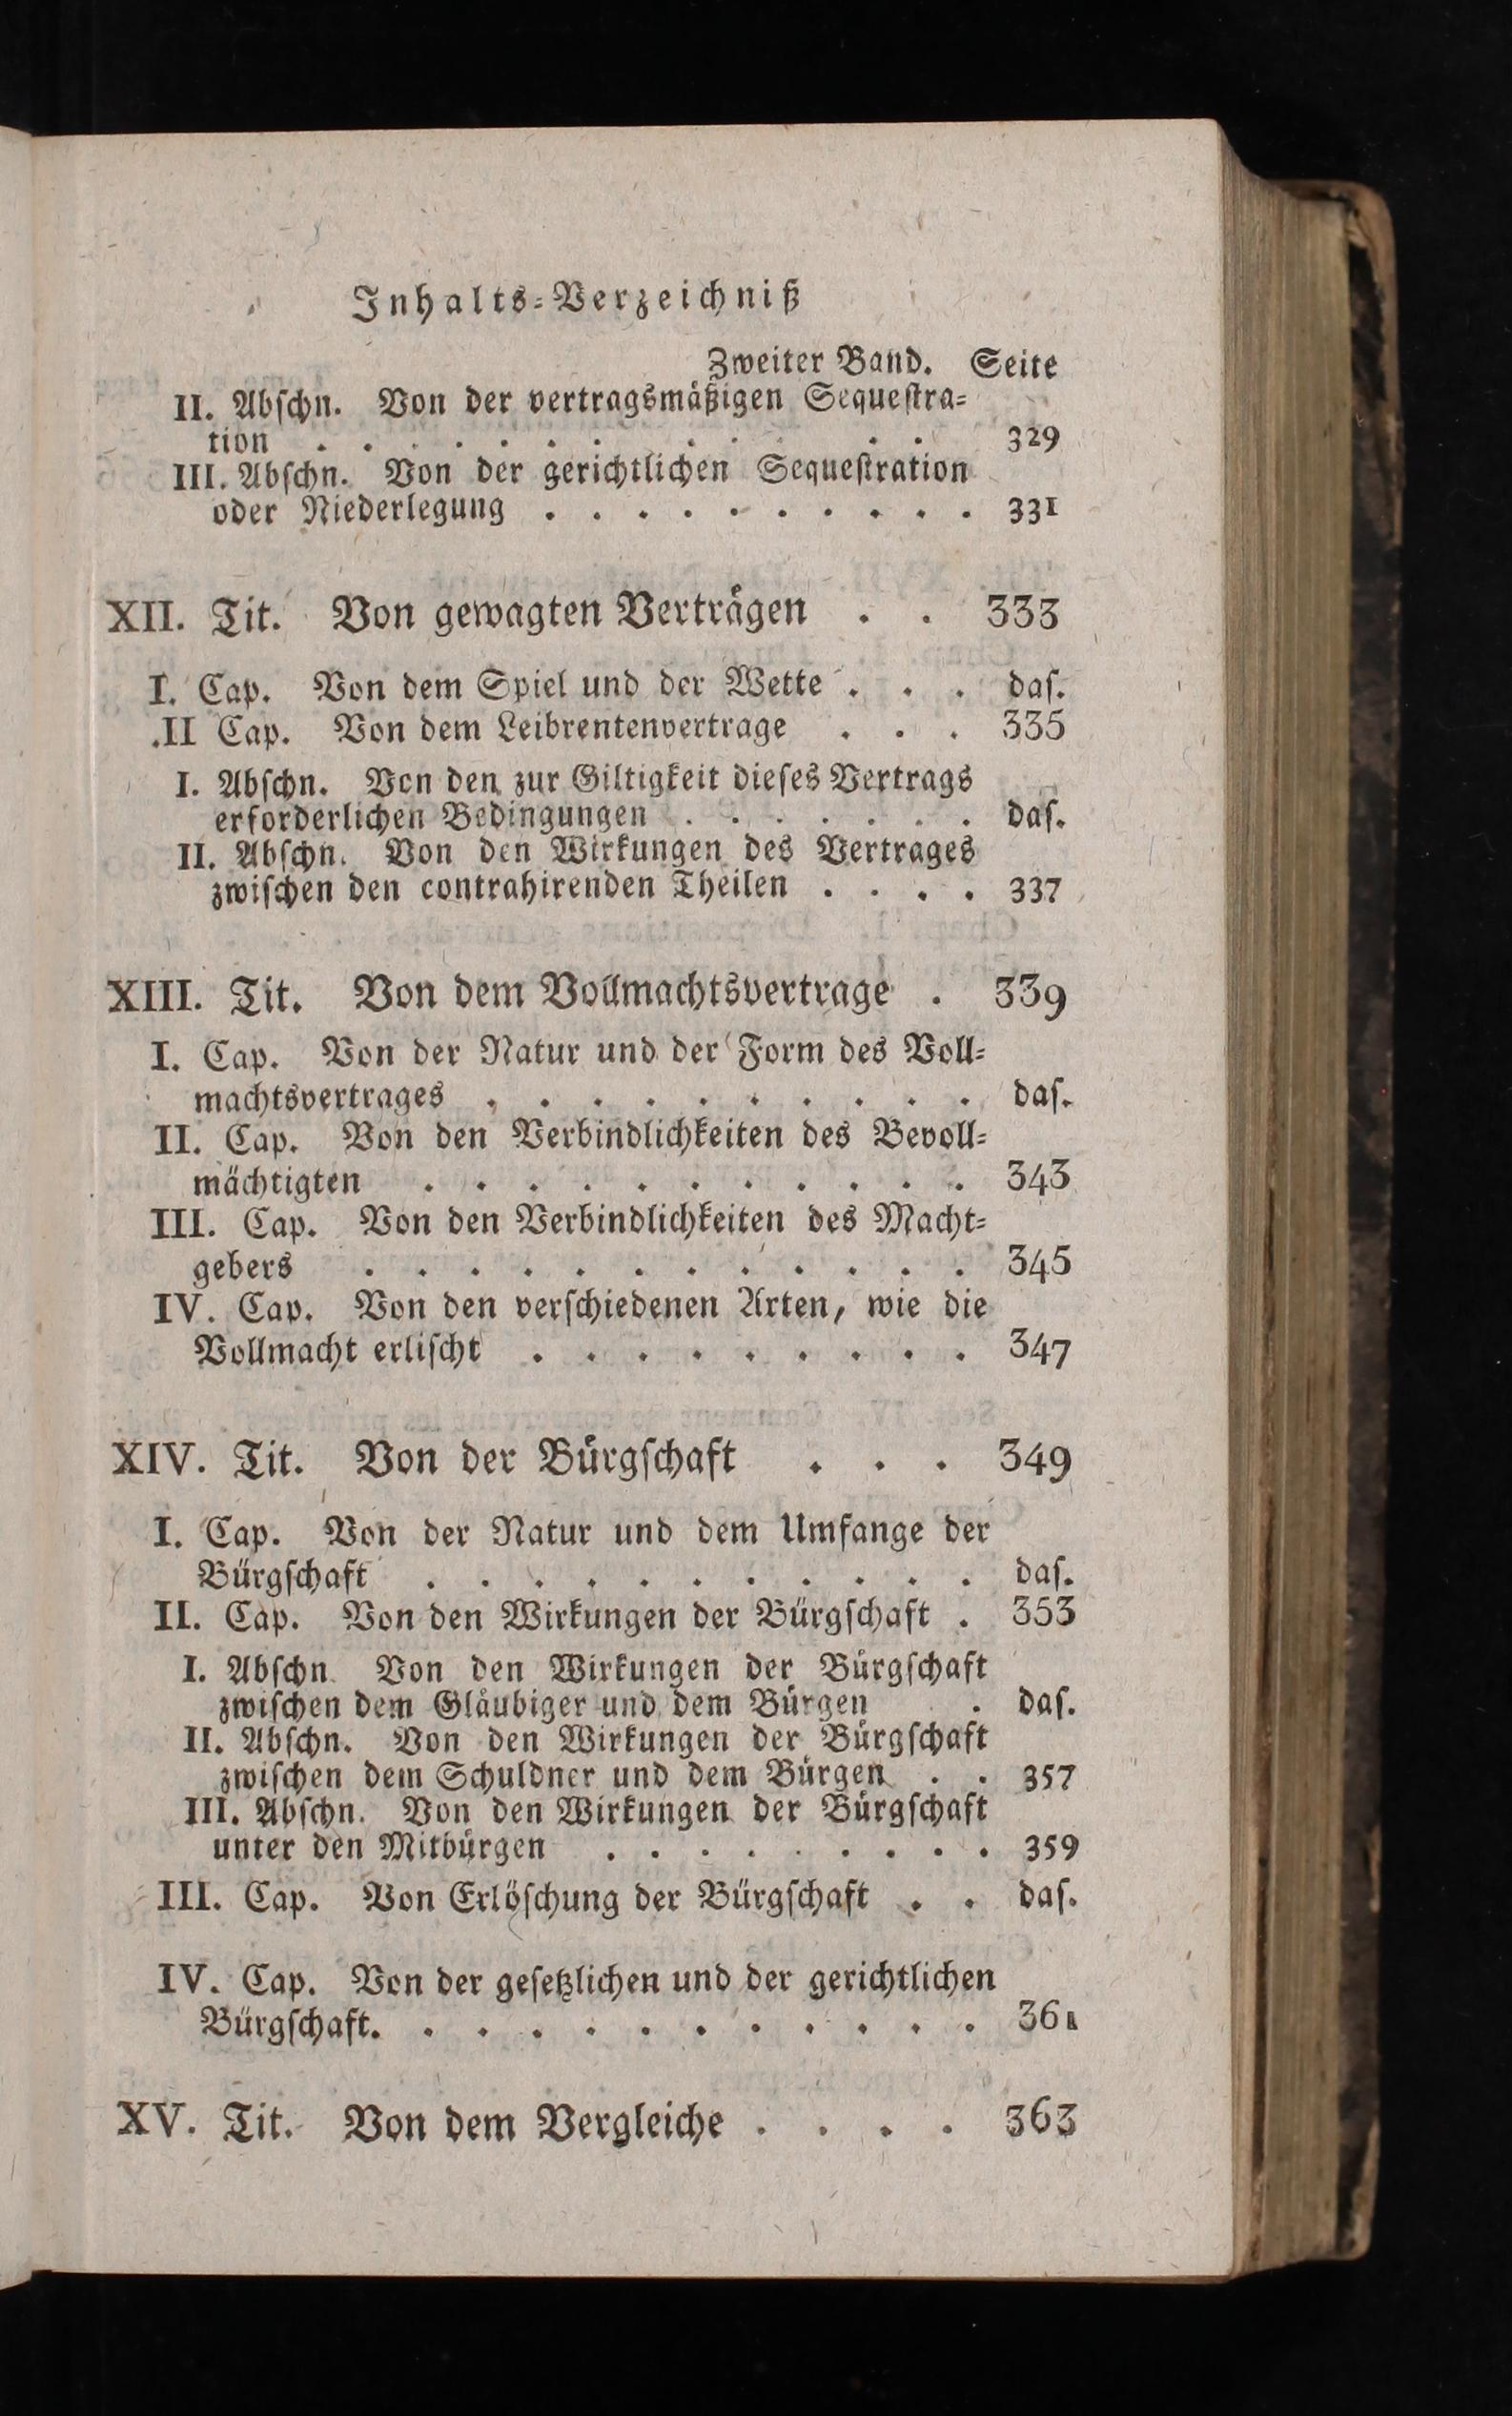 Inhalts-Verzeichniß
Zweiter Band. Seite
II. Abschn. Von der vertragsmäßigen Sequestra-
tion . . . . . . . . . . . . 329
III. Abschn. Von der gerichtlichen Sequestration
oder Niederlegung . . . . . . . . . . 331
XII. Tit. Von gewagten Verträgen . . 333
I. Cap. Von dem Spiel und der Wette . . . das.
.II Cap. Von dem Leibrentenvertrage . . . 335
I. Abschn. Von den zur Giltigkeit dieses Vertrags
erforderlichen Bedingungen . . . . . . . das.
II. Abschn. Von den Wirkungen des Vertrages
zwischen den contrahirenden Theilen . . . . 337
XIII. Tit. Von dem Vollmachtsvertrage . 339
I. Cap. Von der Natur und der Form des Voll-
machtsvertrages . . . . . . . . . . das.
II. Cap. Von den Verbindlichkeiten des Bevoll-
mächtigten . . . . . . . . . . . 343
III. Cap. Von den Verbindlichkeiten des Macht-
gebers . . . . . . . . . . . . 345
IV. Cap. Von den verschiedenen Arten, wie die
Vollmacht erlischt . . . . . . . . . 347
XIV. Tit. Von der Bürgschaft . . . 349
I. Cap. Von der Natur und dem Umfange der
Bürgschaft . . . . . . . . . . . das.
II. Cap. Von den Wirkungen der Bürgschaft . 353
I. Abschn Von den Wirkungen der Bürgschaft
zwischen dem Gläubiger und dem Bürgen . das.
II. Abschn. Von den Wirkungen der Bürgschaft
zwischen dem Schuldner und dem Bürgen . . 357
III. Abschn. Von den Wirkungen der Bürgschaft
unter den Mitbürgen . . . . . . . . . 359
III. Cap. Von Erlöschung der Bürgschaft . . das.
IV. Cap. Von der gesetzlichen und der gerichtlichen
Bürgschaft. . . . . . . . . . . . 361
XV. Tit. Von dem Vergleiche . . . . 363